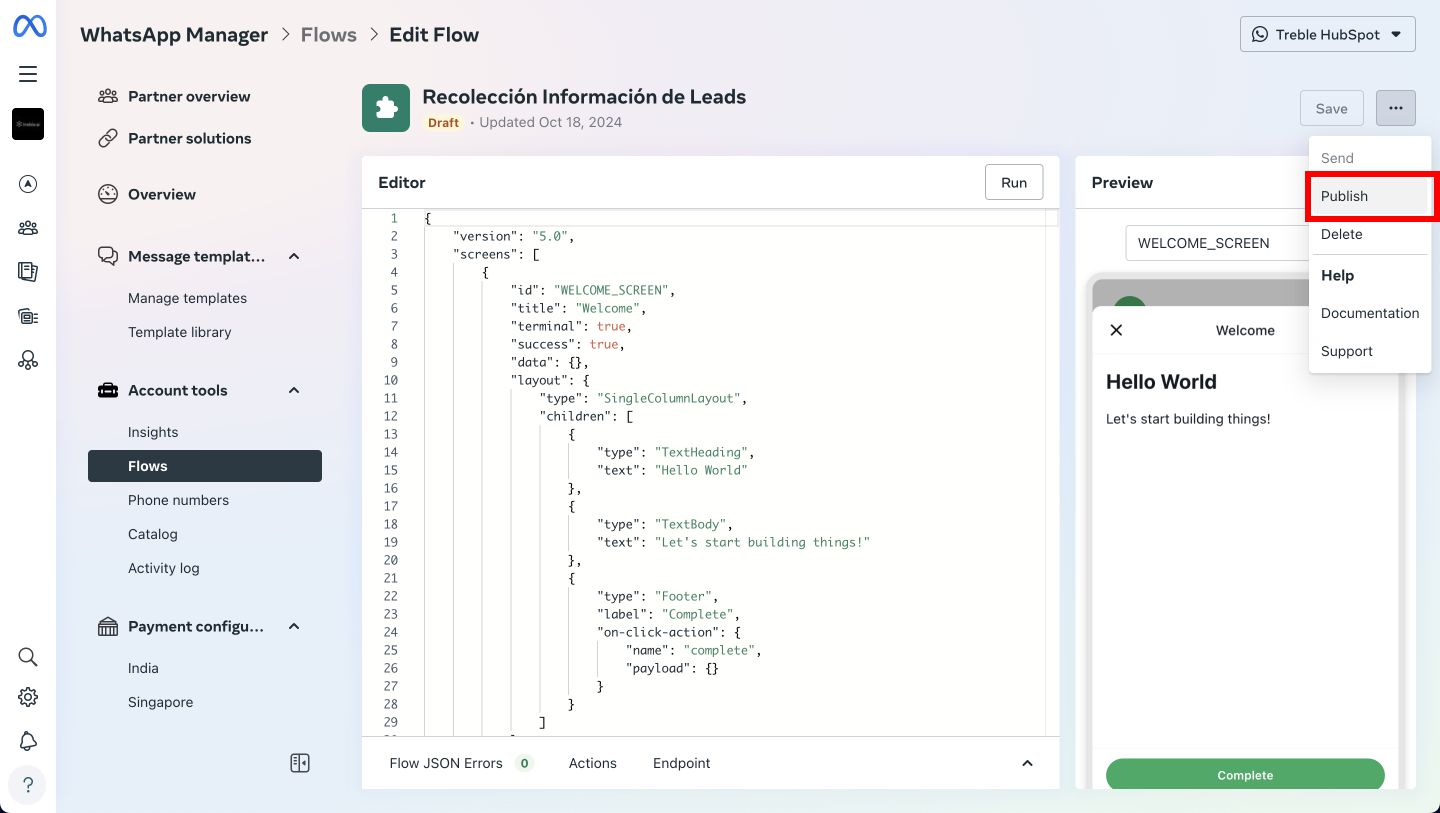 WhatsApp Manager > Flows > Edit Flow
Treble HubSpot
Partner overview
Partner solutions
Overview
Message templat...
Manage templates
Template library
Account tools
Insights
Flows
Phone numbers
Catalog
Activity log
Payment configu...
India
Singapore
?
Recolección Información de Leads
Draft • Updated Oct 18, 2024
Save
...
Send
Publish
Delete
Help
Documentation
Support
Editor
Run
1 {
2 "version": "5.0",
3 "screens": [
4 {
5 "id": "WELCOME_SCREEN",
6 "title": "Welcome",
7 "terminal": true,
8 "success": true,
9 "data": {},
10 "layout": {
11 "type": "SingleColumnLayout",
12 "children": [
13 {
14 "type": "TextHeading",
15 "text": "Hello World"
16 },
17 {
18 "type": "TextBody",
19 "text": "Let's start building things!"
20 },
21 {
22 "type": "Footer",
23 "label": "Complete",
24 "on-click-action": {
25 "name": "complete",
26 "payload": {}
27 }
28 }
29 ]
Flow JSON Errors 0 Actions Endpoint
Preview
WELCOME_SCREEN
Welcome
Hello World
Let's start building things!
Complete